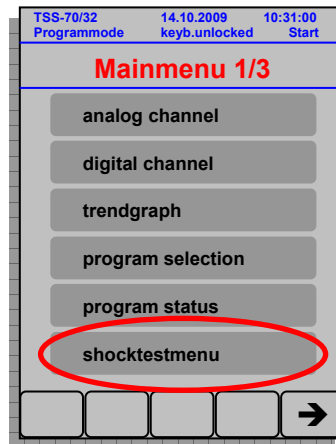 TSS-70/32 14.10.2009 10:31:00
Programmode keyb.unlocked Start
Mainmenu 1/3
analog channel
digital channel
trendgraph
program selection
program status
shocktestmenu
➔